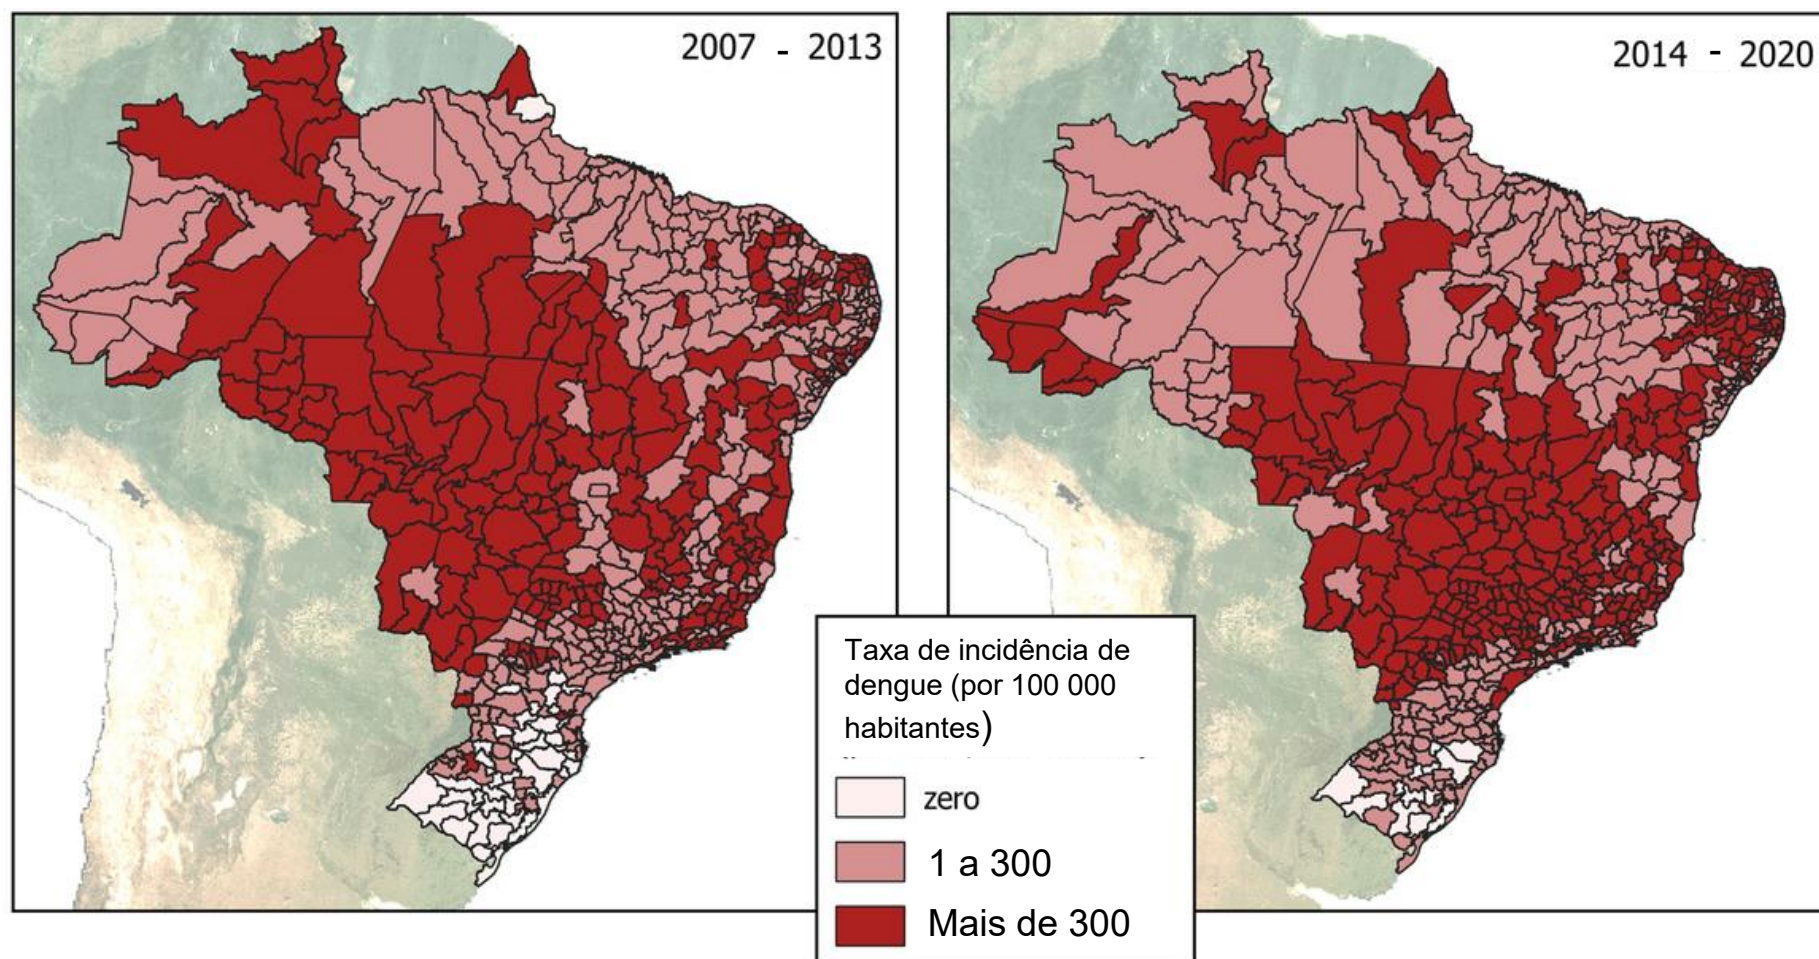 2007 - 2013
2014 - 2020
Taxa de incidência de
dengue (por 100 000
habitantes)
zero
1 a 300
Mais de 300